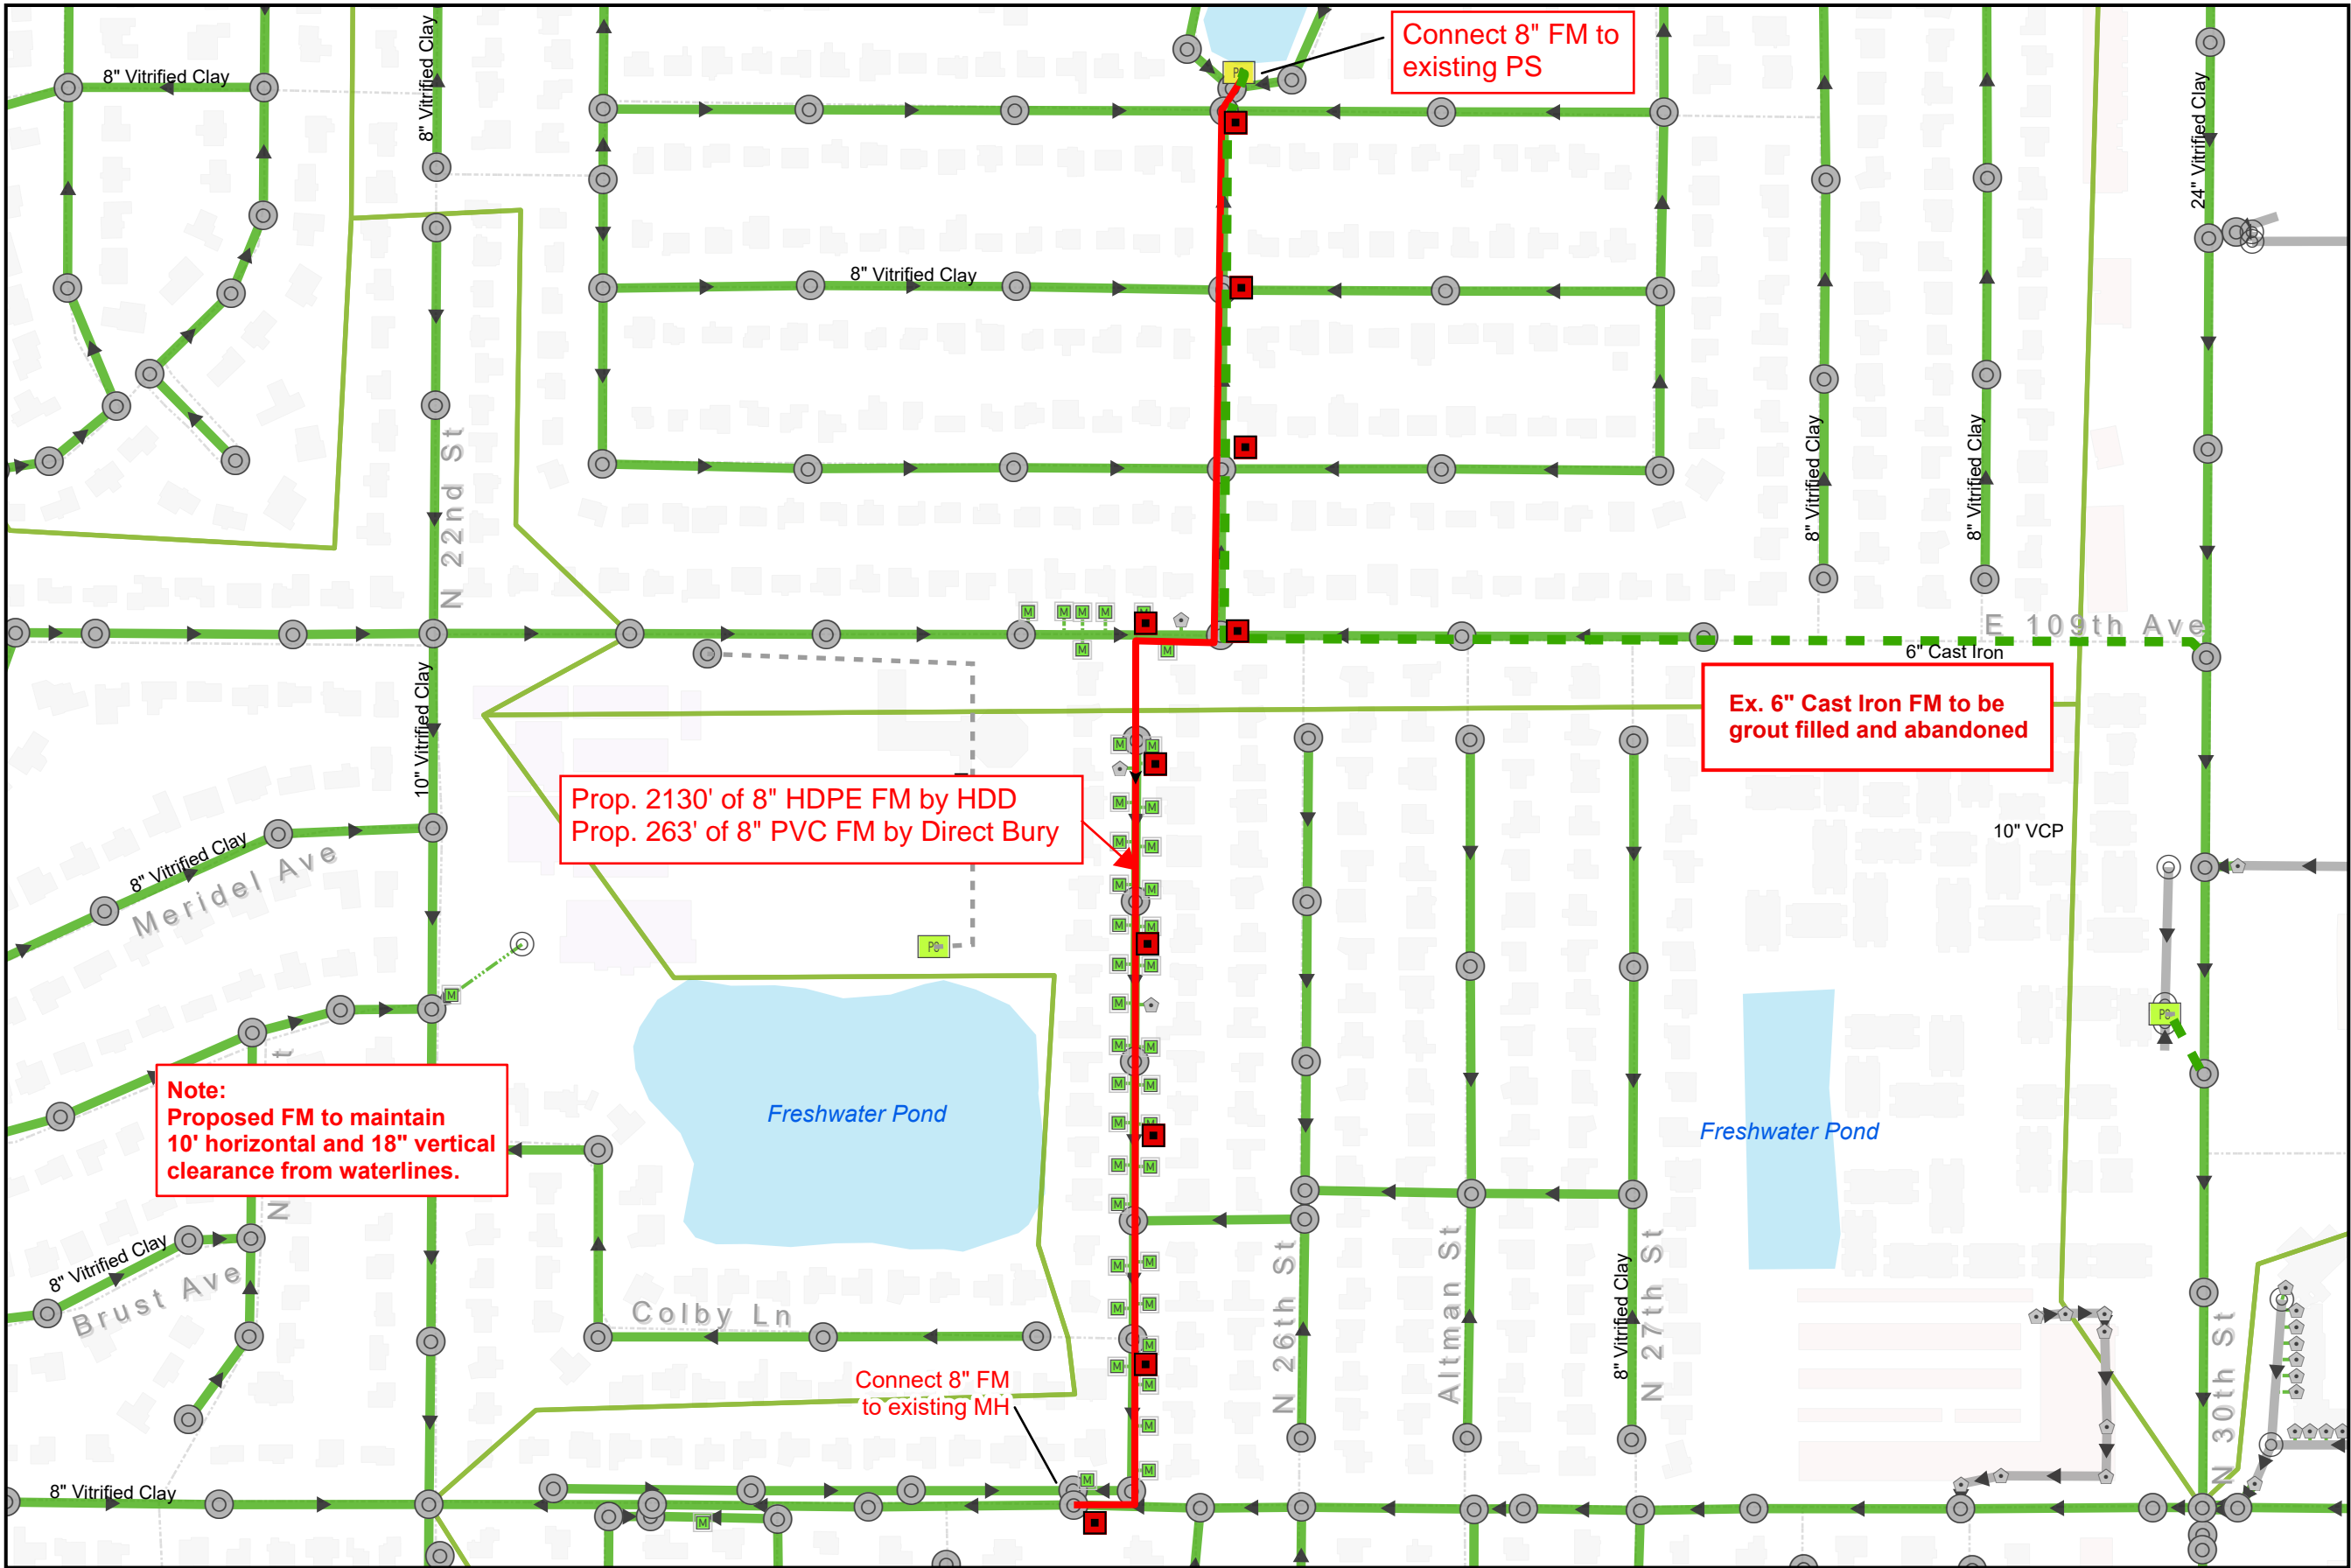 Connect 8" FM to
existing PS
8" Vitrified Clay
8" Vitrified Clay
24" Vitrified Clay
8" Vitrified Clay
N 22nd St
8" Vitrified Clay
8" Vitrified Clay
E 109th Ave
6" Cast Iron
Ex. 6" Cast Iron FM to be
grout filled and abandoned
10" Vitrified Clay
Prop. 2130' of 8" HDPE FM by HDD
Prop. 263' of 8" PVC FM by Direct Bury
10" VCP
8" Vitrified Clay
Meridel Ave
Note:
Proposed FM to maintain
10' horizontal and 18" vertical
clearance from waterlines.
Freshwater Pond
Freshwater Pond
N
t
8" Vitrified Clay
Brust Ave
Colby Ln
N 26th St
Altman St
8" Vitrified Clay
N 27th St
N 30th St
Connect 8" FM
to existing MH
8" Vitrified Clay